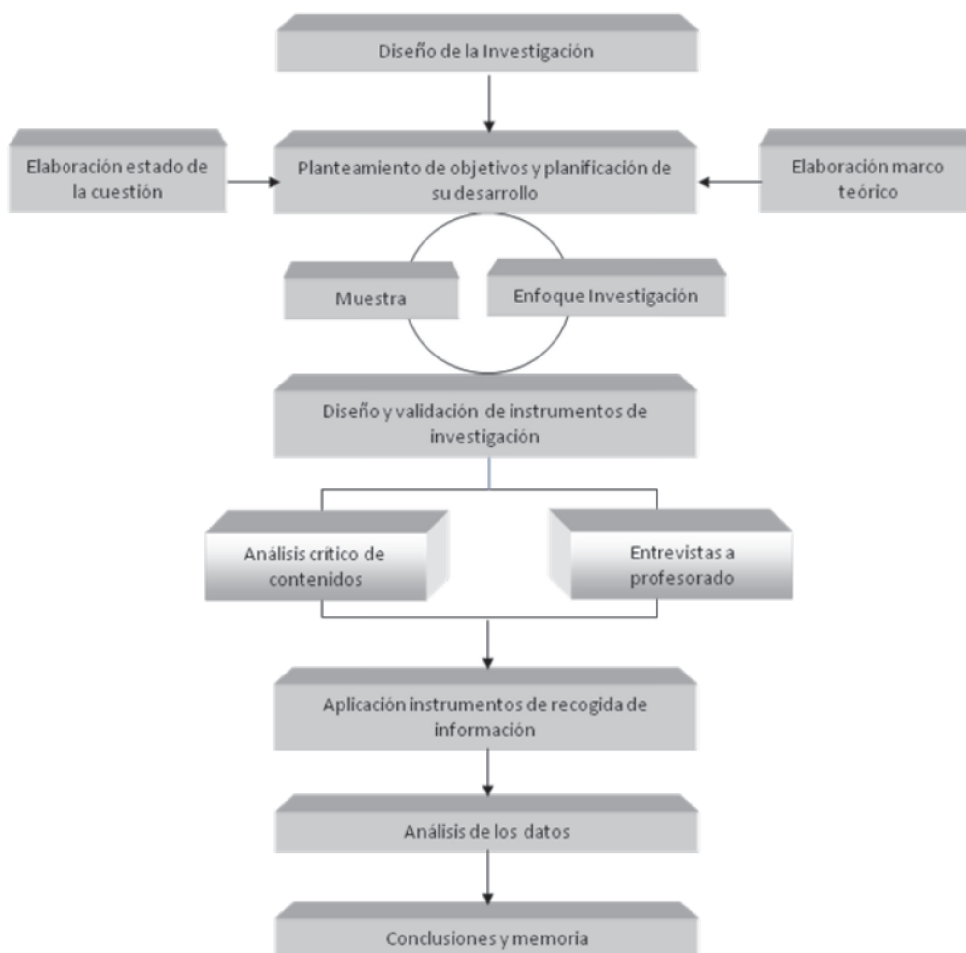 Diseño de la Investigación
Elaboración estado de
la cuestión
Planteamiento de objetivos y planificación de
su desarrollo
Elaboración marco
teórico
Muestra
Enfoque Investigación
Diseño y validación de instrumentos de
investigación
Análisis crítico de
contenidos
Entrevistas a
profesorado
Aplicación instrumentos de recogida de
información
Análisis de los datos
Conclusiones y memoria